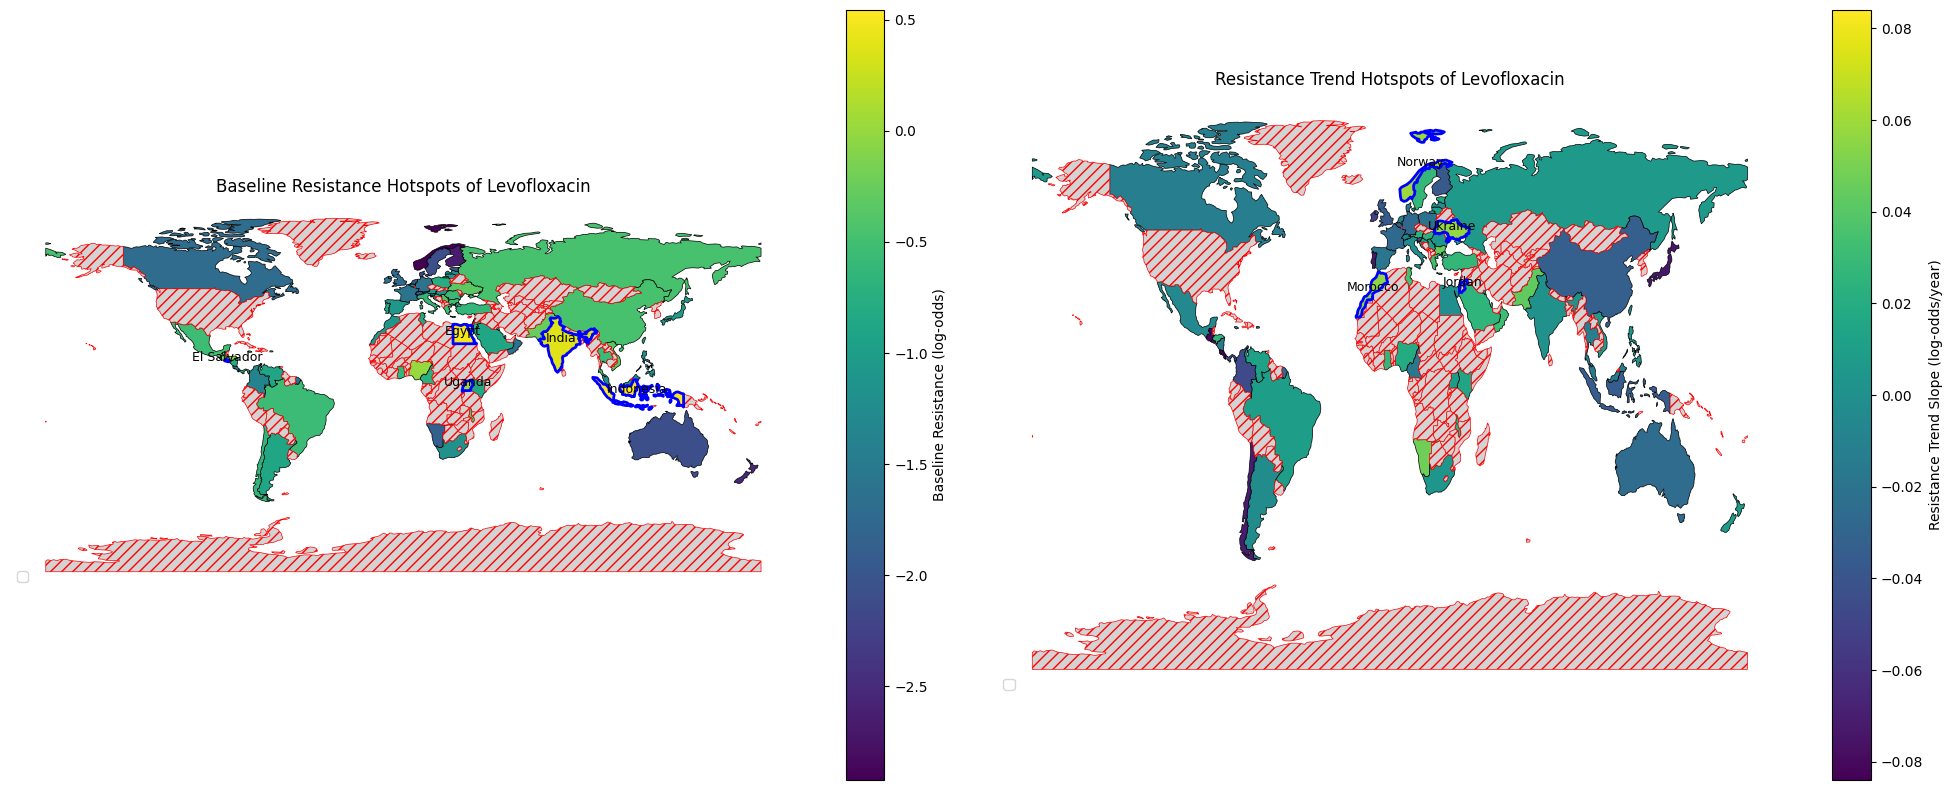 Baseline Resistance Hotspots of Levofloxacin
El Salvador
Egypt
India
Uganda
Indonesia
0.5
0.0
−0.5
−1.0
−1.5
−2.0
−2.5
Baseline Resistance (log-odds)
Resistance Trend Hotspots of Levofloxacin
Norway
Ukraine
Morocco
Jordan
0.08
0.06
0.04
0.02
0.00
−0.02
−0.04
−0.06
−0.08
Resistance Trend Slope (log-odds/year)